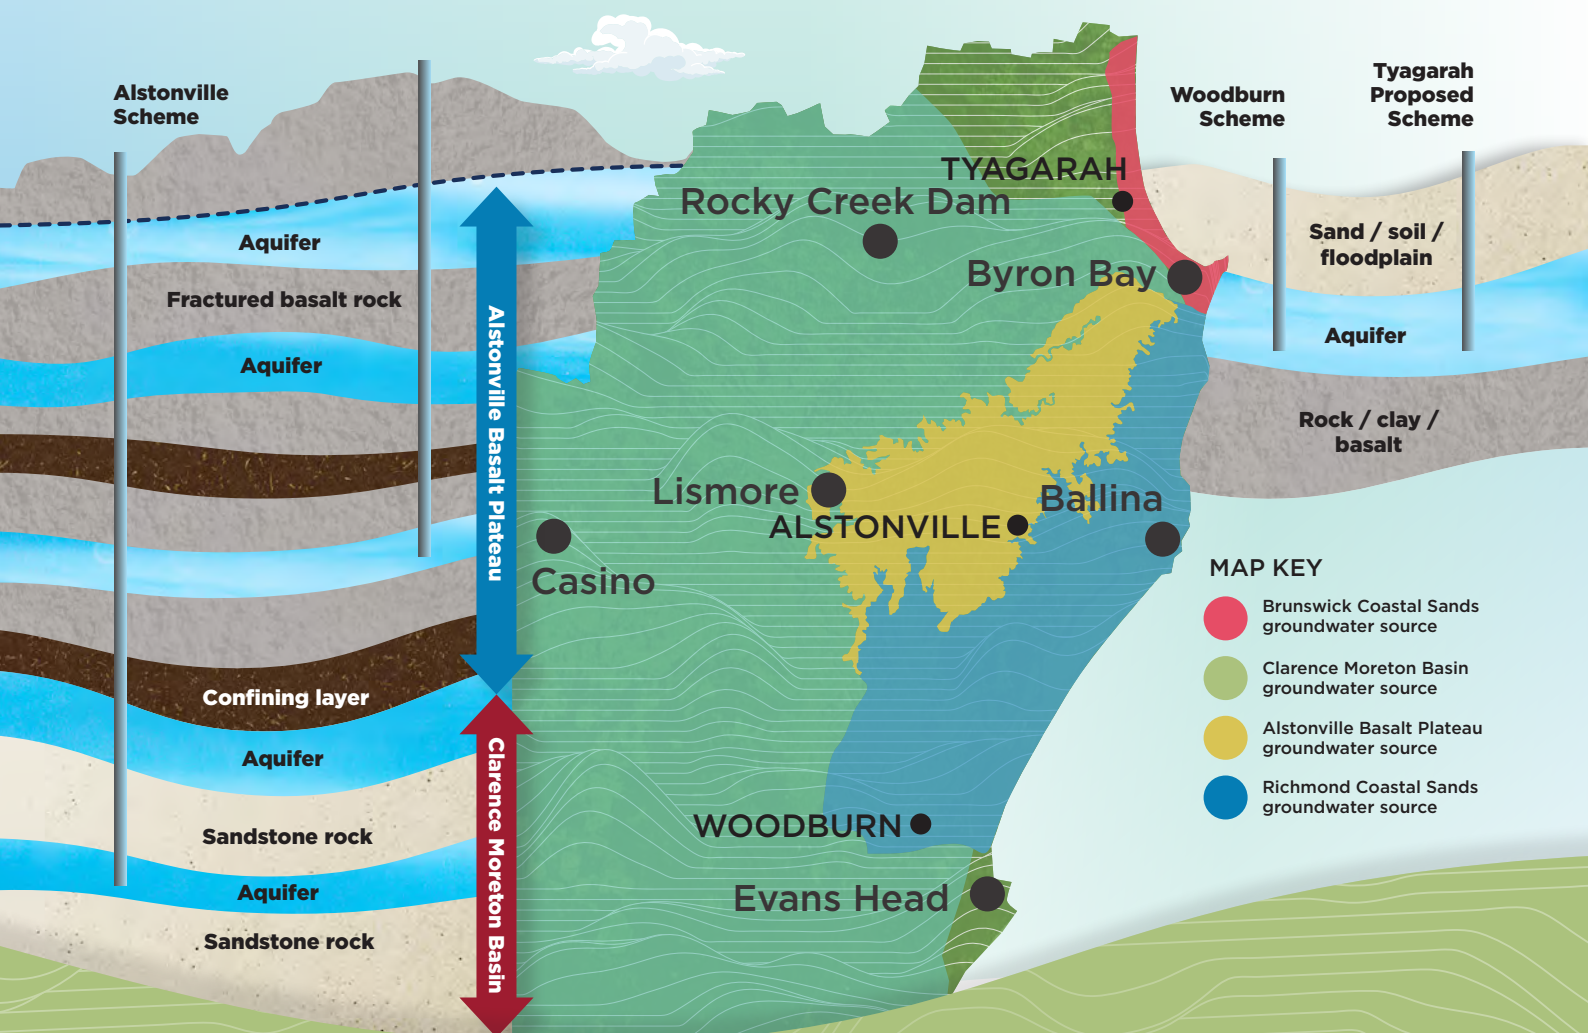 Alstonville
Scheme
Aquifer
Fractured basalt rock
Aquifer
Confining layer
Aquifer
Sandstone rock
Aquifer
Sandstone rock
Alstonville Basalt Plateau
Clarence Moreton Basin
TYAGARAH
Rocky Creek Dam
Byron Bay
Lismore
ALSTONVILLE
Ballina
Casino
WOODBURN
Evans Head
Woodburn
Scheme
Tyagarah
Proposed
Scheme
Sand / soil /
floodplain
Aquifer
Rock / clay /
basalt
MAP KEY
Brunswick Coastal Sands
groundwater source
Clarence Moreton Basin
groundwater source
Alstonville Basalt Plateau
groundwater source
Richmond Coastal Sands
groundwater source